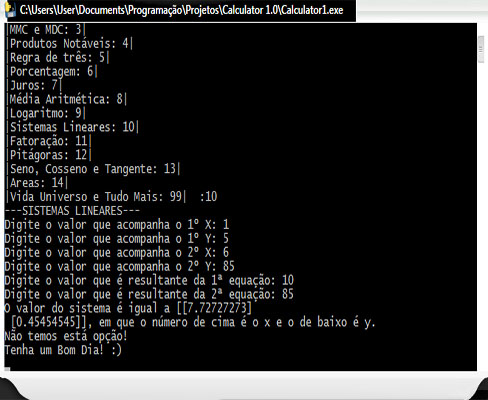 C:\Users\User\Documents\Programação\Projetos\Calculator 1.0\Calculator1.exe
|MMC e MDC: 3|
|Produtos Notáveis: 4|
|Regra de três: 5|
|Porcentagem: 6|
|Juros: 7|
|Média Aritmética: 8|
|Logaritmo: 9|
|Sistemas Lineares: 10|
|Fatoração: 11|
|Pitágoras: 12|
|Seno, Cosseno e Tangente: 13|
|Areas: 14|
|Vida Universo e Tudo Mais: 99|  :10
---SISTEMAS LINEARES---
Digite o valor que acompanha o 1º X: 1
Digite o valor que acompanha o 1º Y: 5
Digite o valor que acompanha o 2º X: 6
Digite o valor que acompanha o 2º Y: 85
Digite o valor que é resultante da 1ª equação: 10
Digite o valor que é resultante da 2ª equação: 85
O valor do sistema é igual a [[7.72727273]
 [0.45454545]], em que o número de cima é o x e o de baixo é y.
Não temos està opção!
Tenha um Bom Dia! :)